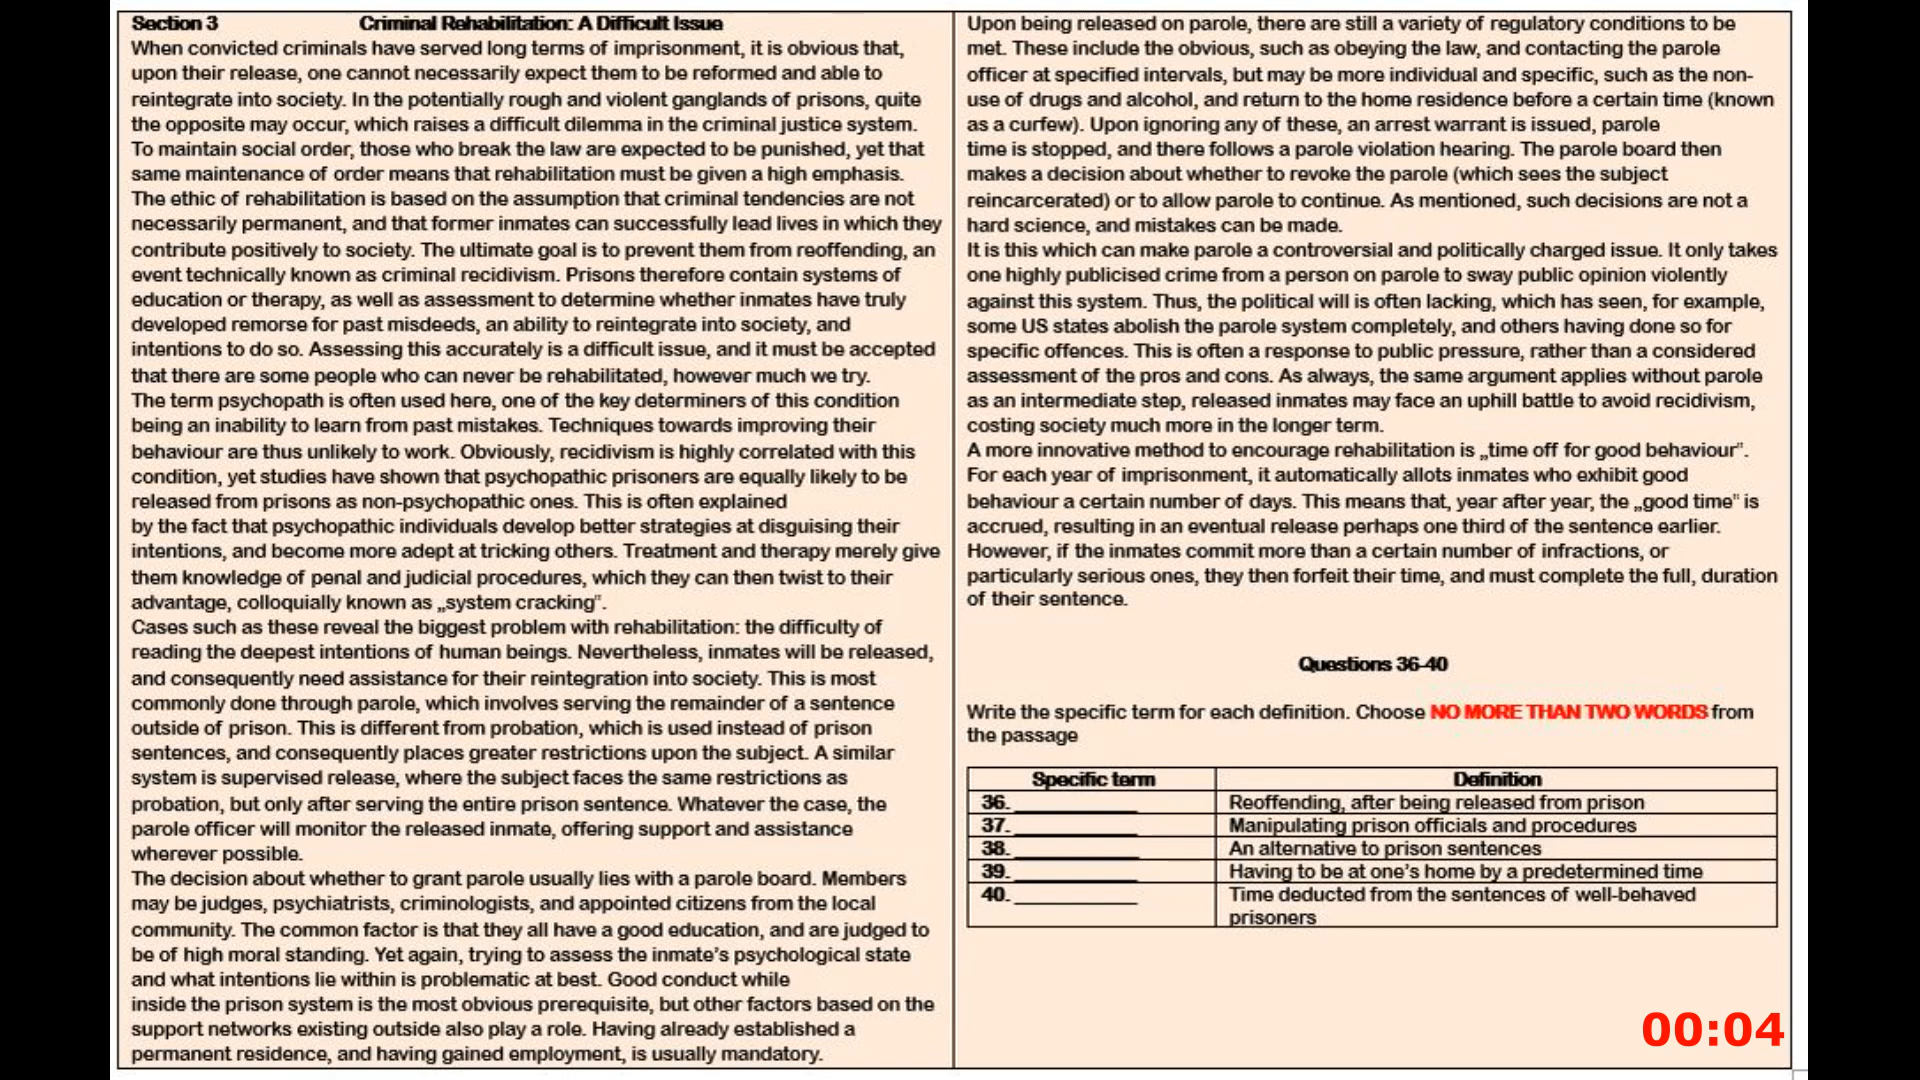 Section 3 Criminal Rehabilitation: A Difficult Issue
When convicted criminals have served long terms of imprisonment, it is obvious that,
upon their release, one cannot necessarily expect them to be reformed and able to
reintegrate into society. In the potentially rough and violent ganglands of prisons, quite
the opposite may occur, which raises a difficult dilemma in the criminal justice system.
To maintain social order, those who break the law are expected to be punished, yet that
same maintenance of order means that rehabilitation must be given a high emphasis.
The ethic of rehabilitation is based on the assumption that criminal tendencies are not
necessarily permanent, and that former inmates can successfully lead lives in which they
contribute positively to society. The ultimate goal is to prevent them from reoffending, an
event technically known as criminal recidivism. Prisons therefore contain systems of
education or therapy, as well as assessment to determine whether inmates have truly
developed remorse for past misdeeds, an ability to reintegrate into society, and
intentions to do so. Assessing this accurately is a difficult issue, and it must be accepted
that there are some people who can never be rehabilitated, however much we try.
The term psychopath is often used here, one of the key determiners of this condition
being an inability to learn from past mistakes. Techniques towards improving their
behaviour are thus unlikely to work. Obviously, recidivism is highly correlated with this
condition, yet studies have shown that psychopathic prisoners are equally likely to be
released from prisons as non-psychopathic ones. This is often explained
by the fact that psychopathic individuals develop better strategies at disguising their
intentions, and become more adept at tricking others. Treatment and therapy merely give
them knowledge of penal and judicial procedures, which they can then twist to their
advantage, colloquially known as „system cracking‟.
Cases such as these reveal the biggest problem with rehabilitation: the difficulty of
reading the deepest intentions of human beings. Nevertheless, inmates will be released,
and consequently need assistance for their reintegration into society. This is most
commonly done through parole, which involves serving the remainder of a sentence
outside of prison. This is different from probation, which is used instead of prison
sentences, and consequently places greater restrictions upon the subject. A similar
system is supervised release, where the subject faces the same restrictions as
probation, but only after serving the entire prison sentence. Whatever the case, the
parole officer will monitor the released inmate, offering support and assistance
wherever possible.
The decision about whether to grant parole usually lies with a parole board. Members
may be judges, psychiatrists, criminologists, and appointed citizens from the local
community. The common factor is that they all have a good education, and are judged to
be of high moral standing. Yet again, trying to assess the inmate's psychological state
and what intentions lie within is problematic at best. Good conduct while
inside the prison system is the most obvious prerequisite, but other factors based on the
support networks existing outside also play a role. Having already established a
permanent residence, and having gained employment, is usually mandatory.
Upon being released on parole, there are still a variety of regulatory conditions to be
met. These include the obvious, such as obeying the law, and contacting the parole
officer at specified intervals, but may be more individual and specific, such as the non-
use of drugs and alcohol, and return to the home residence before a certain time (known
as a curfew). Upon ignoring any of these, an arrest warrant is issued, parole
time is stopped, and there follows a parole violation hearing. The parole board then
makes a decision about whether to revoke the parole (which sees the subject
reincarcerated) or to allow parole to continue. As mentioned, such decisions are not a
hard science, and mistakes can be made.
It is this which can make parole a controversial and politically charged issue. It only takes
one highly publicised crime from a person on parole to sway public opinion violently
against this system. Thus, the political will is often lacking, which has seen, for example,
some US states abolish the parole system completely, and others having done so for
specific offences. This is often a response to public pressure, rather than a considered
assessment of the pros and cons. As always, the same argument applies without parole
as an intermediate step, released inmates may face an uphill battle to avoid recidivism,
costing society much more in the longer term.
A more innovative method to encourage rehabilitation is „time off for good behaviour‟.
For each year of imprisonment, it automatically allots inmates who exhibit good
behaviour a certain number of days. This means that, year after year, the „good time‟ is
accrued, resulting in an eventual release perhaps one third of the sentence earlier.
However, if the inmates commit more than a certain number of infractions, or
particularly serious ones, they then forfeit their time, and must complete the full, duration
of their sentence.
Questions 36-40
Write the specific term for each definition. Choose NO MORE THAN TWO WORDS from
the passage
Specific term Definition
36. ____________ Reoffending, after being released from prison
37. ____________ Manipulating prison officials and procedures
38. ____________ An alternative to prison sentences
39. ____________ Having to be at one's home by a predetermined time
40. ____________ Time deducted from the sentences of well-behaved
prisoners
00:04